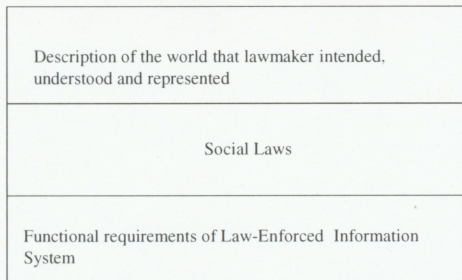 Description of the world that lawmaker intended,
understood and represented
Social Laws
Functional requirements of Law-Enforced Information
System